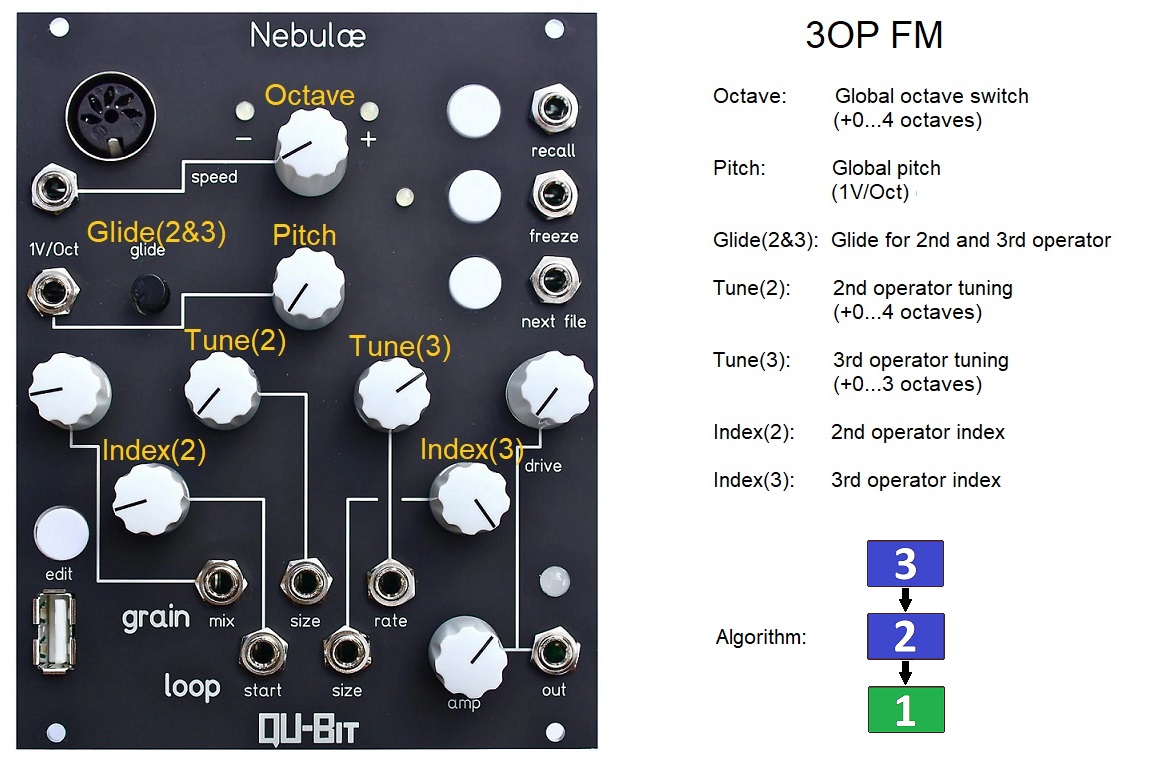 Nebulæ
Octave
− +
recall
speed
Glide(2&3)
Pitch
freeze
1V/Oct
glide
next file
Tune(2)
Tune(3)
Index(2)
Index(3)
drive
edit
grain
mix
size
rate
loop
start
size
amp
out
QU-BIT
3OP FM
Octave: Global octave switch
(+0...4 octaves)
Pitch: Global pitch
(1V/Oct)
Glide(2&3): Glide for 2nd and 3rd operator
Tune(2): 2nd operator tuning
(+0...4 octaves)
Tune(3): 3rd operator tuning
(+0...3 octaves)
Index(2): 2nd operator index
Index(3): 3rd operator index
3
Algorithm: 2
1